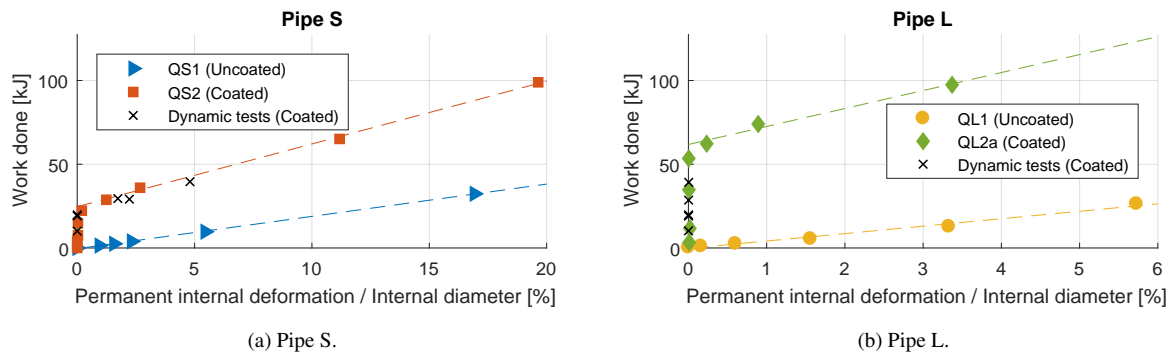 Pipe S
Work done [kJ]
100
50
0
QS1 (Uncoated)
QS2 (Coated)
Dynamic tests (Coated)
0 5 10 15 20
Permanent internal deformation / Internal diameter [%]
(a) Pipe S.
Pipe L
Work done [kJ]
100
50
0
QL1 (Uncoated)
QL2a (Coated)
Dynamic tests (Coated)
0 1 2 3 4 5 6
Permanent internal deformation / Internal diameter [%]
(b) Pipe L.